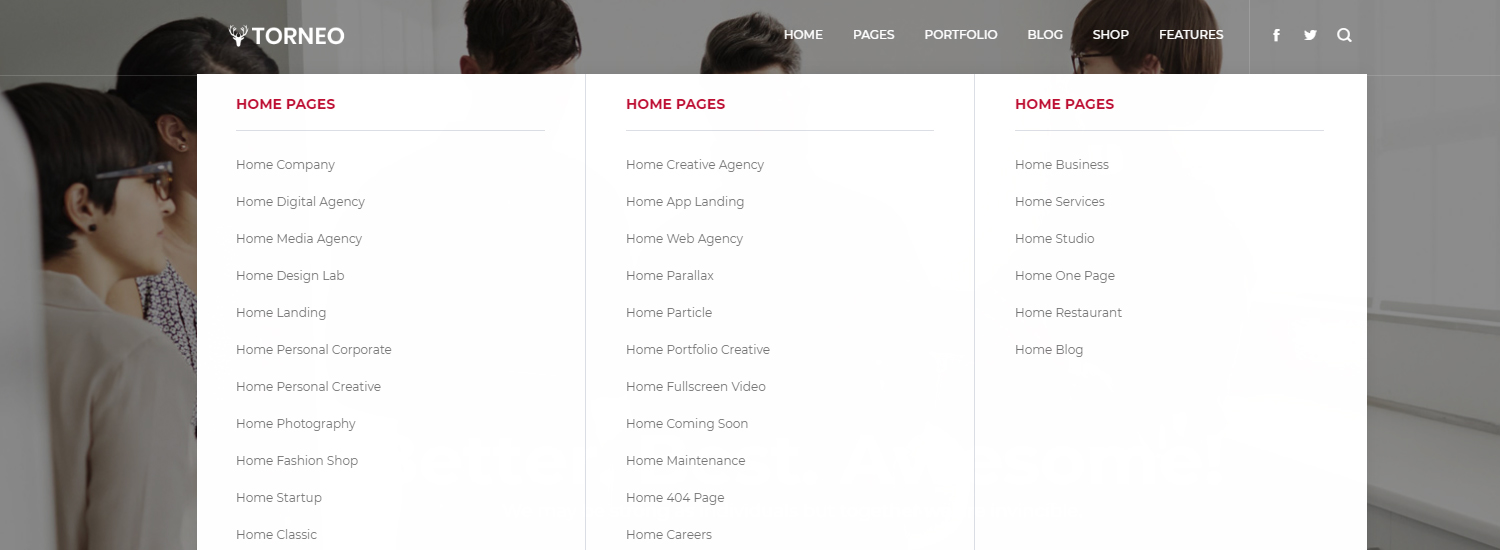 TORNEO
HOME PAGES PORTFOLIO BLOG SHOP FEATURES
HOME PAGES
Home Company
Home Digital Agency
Home Media Agency
Home Design Lab
Home Landing
Home Personal Corporate
Home Personal Creative
Home Photography
Home Fashion Shop
Home Startup
Home Classic
HOME PAGES
Home Creative Agency
Home App Landing
Home Web Agency
Home Parallax
Home Particle
Home Portfolio Creative
Home Fullscreen Video
Home Coming Soon
Home Maintenance
Home 404 Page
Home Careers
HOME PAGES
Home Business
Home Services
Home Studio
Home One Page
Home Restaurant
Home Blog